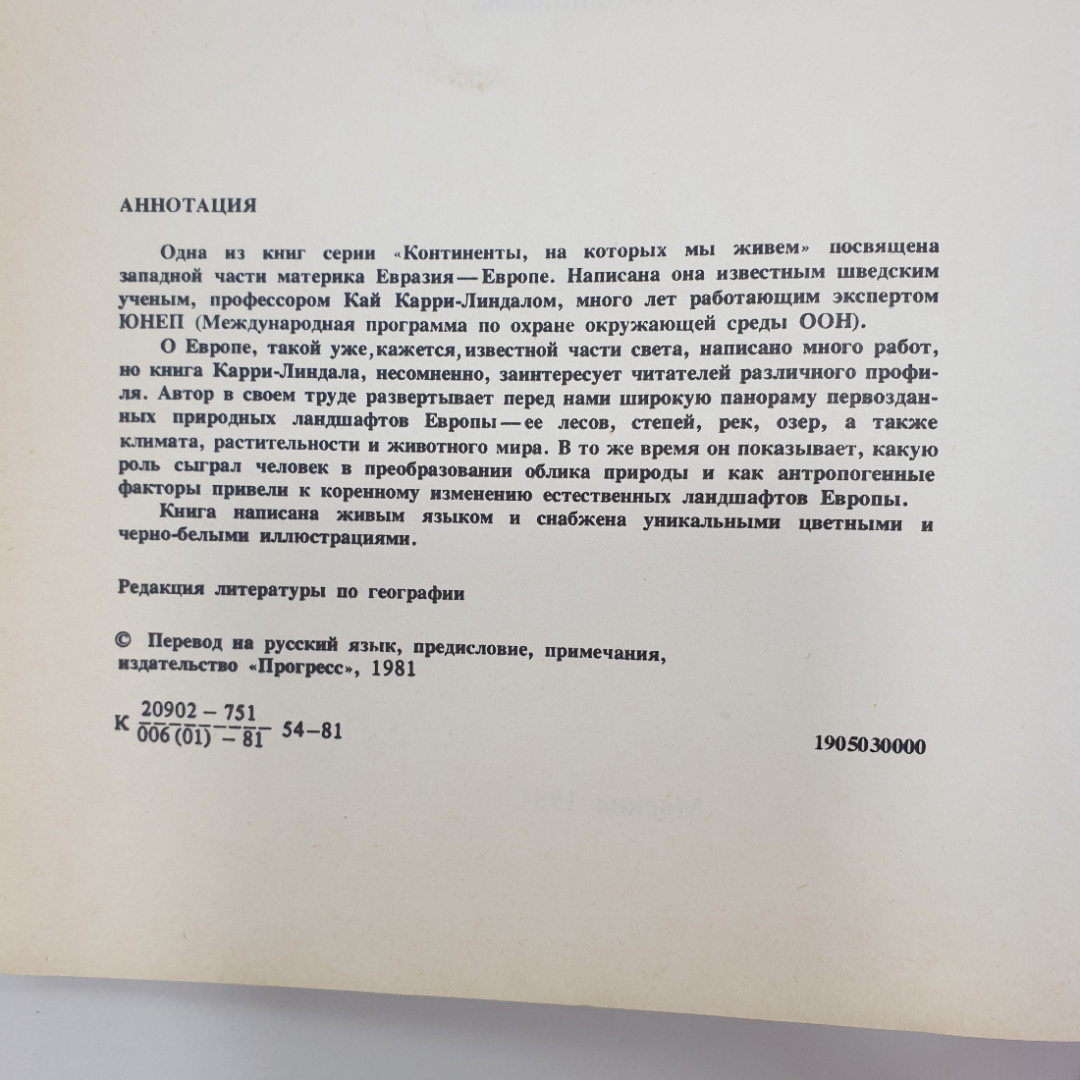 АННОТАЦИЯ
Одна из книг серии «Континенты, на которых мы живем» посвящена
западной части материка Евразия — Европе. Написана она известным шведским
ученым, профессором Кай Карри-Линдалом, много лет работающим экспертом
ЮНЕП (Международная программа по охране окружающей среды ООН).
О Европе, такой уже, кажется, известной части света, написано много работ,
но книга Карри-Линдала, несомненно, заинтересует читателей различного профи-
ля. Автор в своем труде развертывает перед нами широкую панораму первоздан-
ных природных ландшафтов Европы — ее лесов, степей, рек, озер, а также
климата, растительности и животного мира. В то же время он показывает, какую
роль сыграл человек в преобразовании облика природы и как антропогенные
факторы привели к коренному изменению естественных ландшафтов Европы.
Книга написана живым языком и снабжена уникальными цветными и
черно-белыми иллюстрациями.
Редакция литературы по географии
© Перевод на русский язык, предисловие, примечания,
издательство «Прогресс», 1981
20902 – 751
К 54–81
006 (01) – 81
1905030000